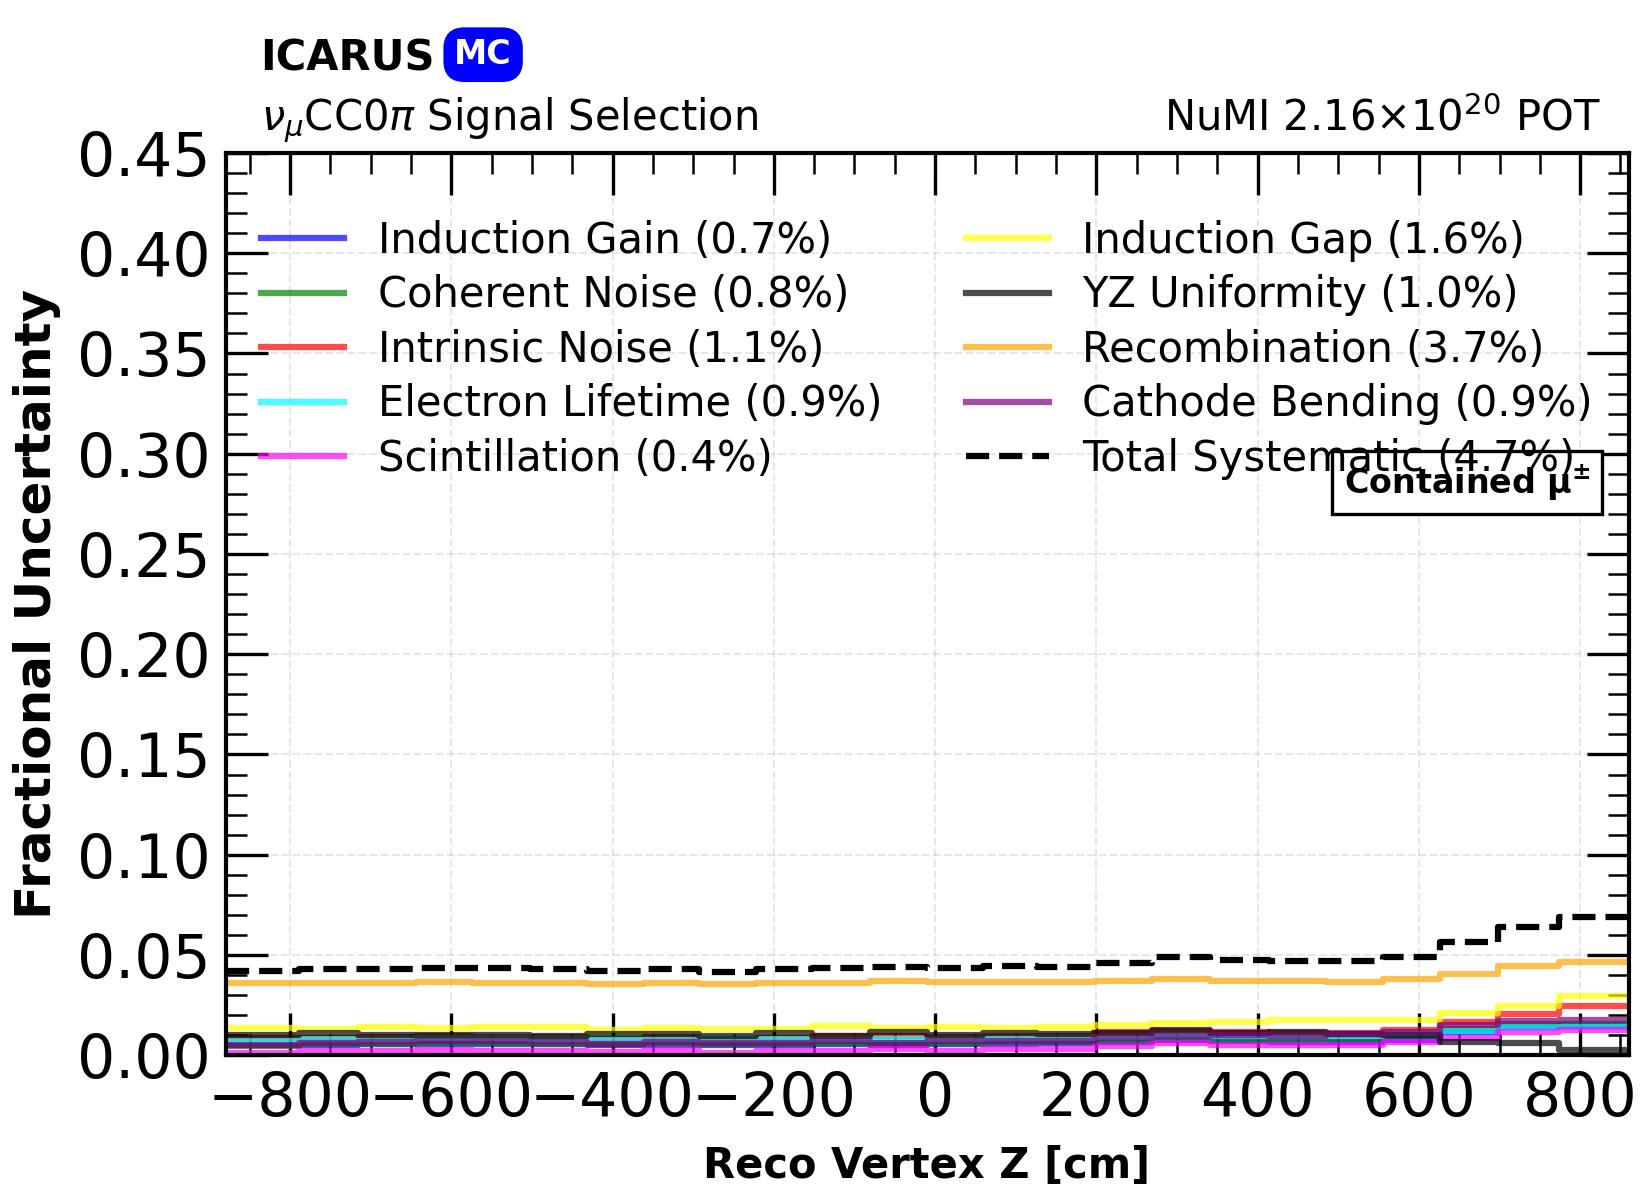 ICARUS MC
νμCC0π Signal Selection
NuMI 2.16×10²⁰ POT
Fractional Uncertainty
0.45
0.40
0.35
0.30
0.25
0.20
0.15
0.10
0.05
0.00
Induction Gain (0.7%)
Coherent Noise (0.8%)
Intrinsic Noise (1.1%)
Electron Lifetime (0.9%)
Scintillation (0.4%)
Induction Gap (1.6%)
YZ Uniformity (1.0%)
Recombination (3.7%)
Cathode Bending (0.9%)
Total Systematic (4.7%)
Contained μ±
−800 −600 −400 −200 0 200 400 600 800
Reco Vertex Z [cm]